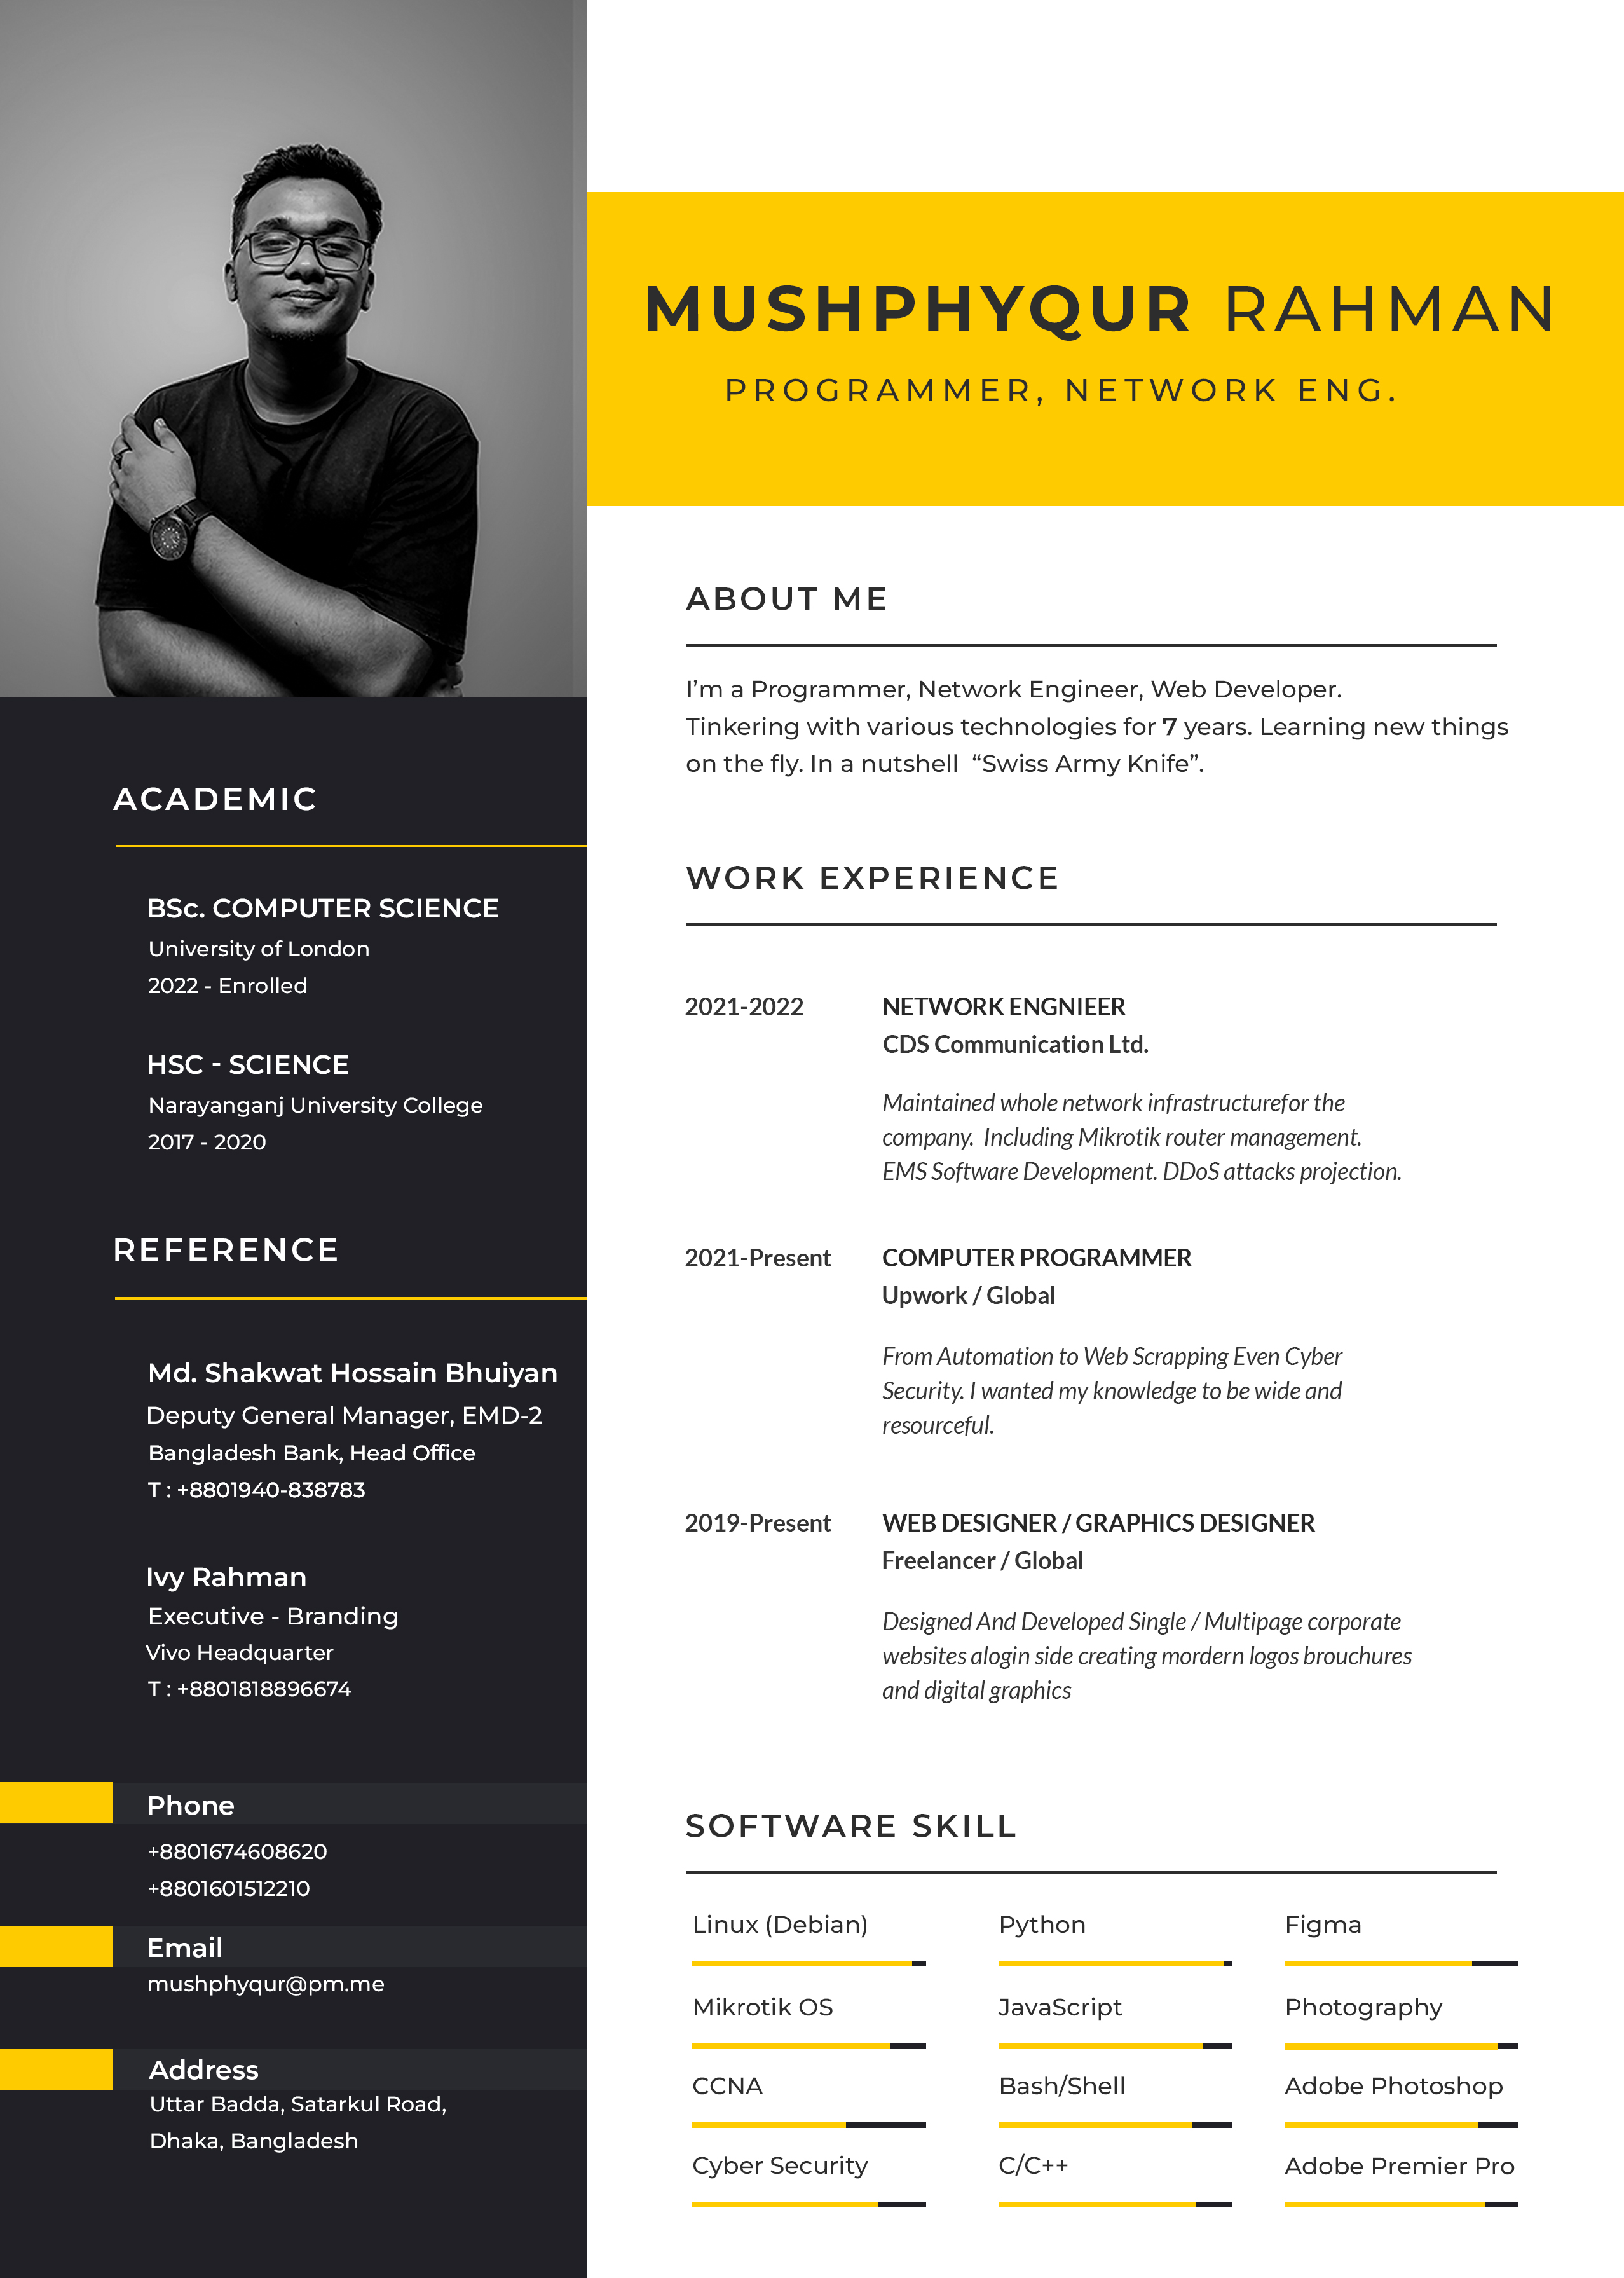 MUSHPHYQUR RAHMAN
PROGRAMMER, NETWORK ENG.
ABOUT ME
I’m a Programmer, Network Engineer, Web Developer.
Tinkering with various technologies for 7 years. Learning new things
on the fly. In a nutshell “Swiss Army Knife”.
WORK EXPERIENCE
2021-2022
NETWORK ENGNIEER
CDS Communication Ltd.
Maintained whole network infrastructurefor the
company. Including Mikrotik router management.
EMS Software Development. DDoS attacks projection.
2021-Present
COMPUTER PROGRAMMER
Upwork / Global
From Automation to Web Scrapping Even Cyber
Security. I wanted my knowledge to be wide and
resourceful.
2019-Present
WEB DESIGNER / GRAPHICS DESIGNER
Freelancer / Global
Designed And Developed Single / Multipage corporate
websites alogin side creating mordern logos brouchures
and digital graphics
SOFTWARE SKILL
Linux (Debian)
Python
Figma
Mikrotik OS
JavaScript
Photography
CCNA
Bash/Shell
Adobe Photoshop
Cyber Security
C/C++
Adobe Premier Pro
ACADEMIC
BSc. COMPUTER SCIENCE
University of London
2022 - Enrolled
HSC - SCIENCE
Narayanganj University College
2017 - 2020
REFERENCE
Md. Shakwat Hossain Bhuiyan
Deputy General Manager, EMD-2
Bangladesh Bank, Head Office
T : +8801940-838783
Ivy Rahman
Executive - Branding
Vivo Headquarter
T : +8801818896674
Phone
+8801674608620
+8801601512210
Email
mushphyqur@pm.me
Address
Uttar Badda, Satarkul Road,
Dhaka, Bangladesh